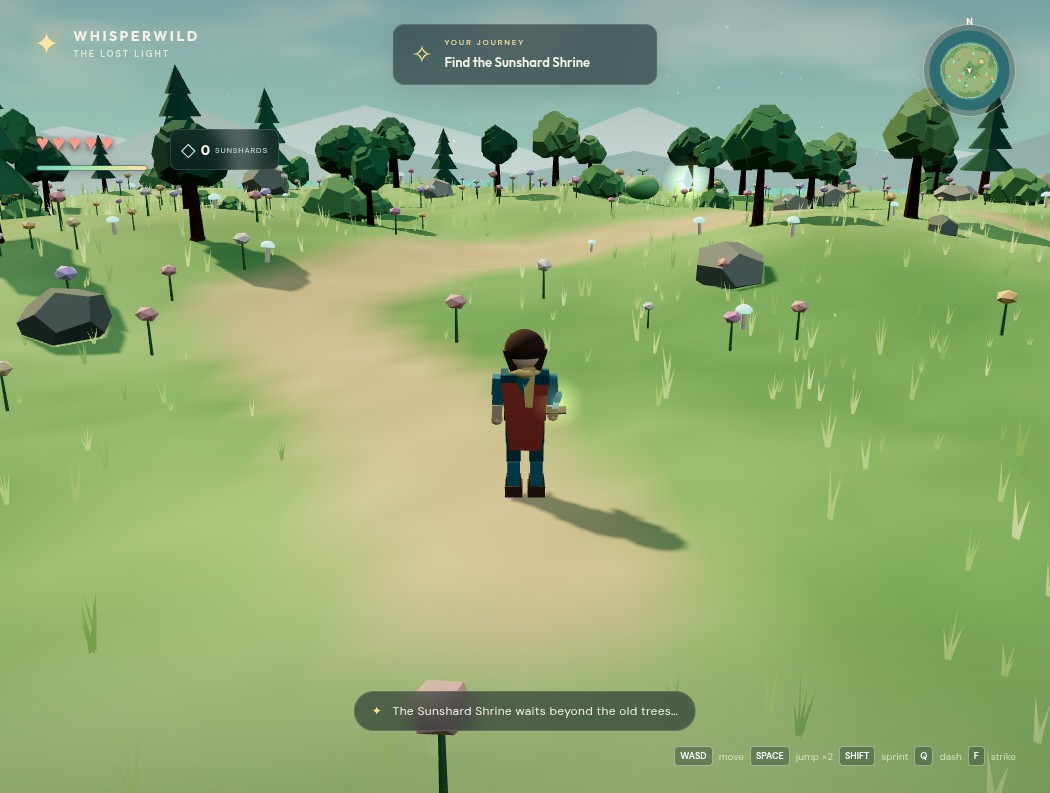 WHISPERWILD
THE LOST LIGHT
YOUR JOURNEY
Find the Sunshard Shrine
N
0 SUNSHARDS
The Sunshard Shrine waits beyond the old trees…
WASD move SPACE jump ×2 SHIFT sprint Q dash F strike